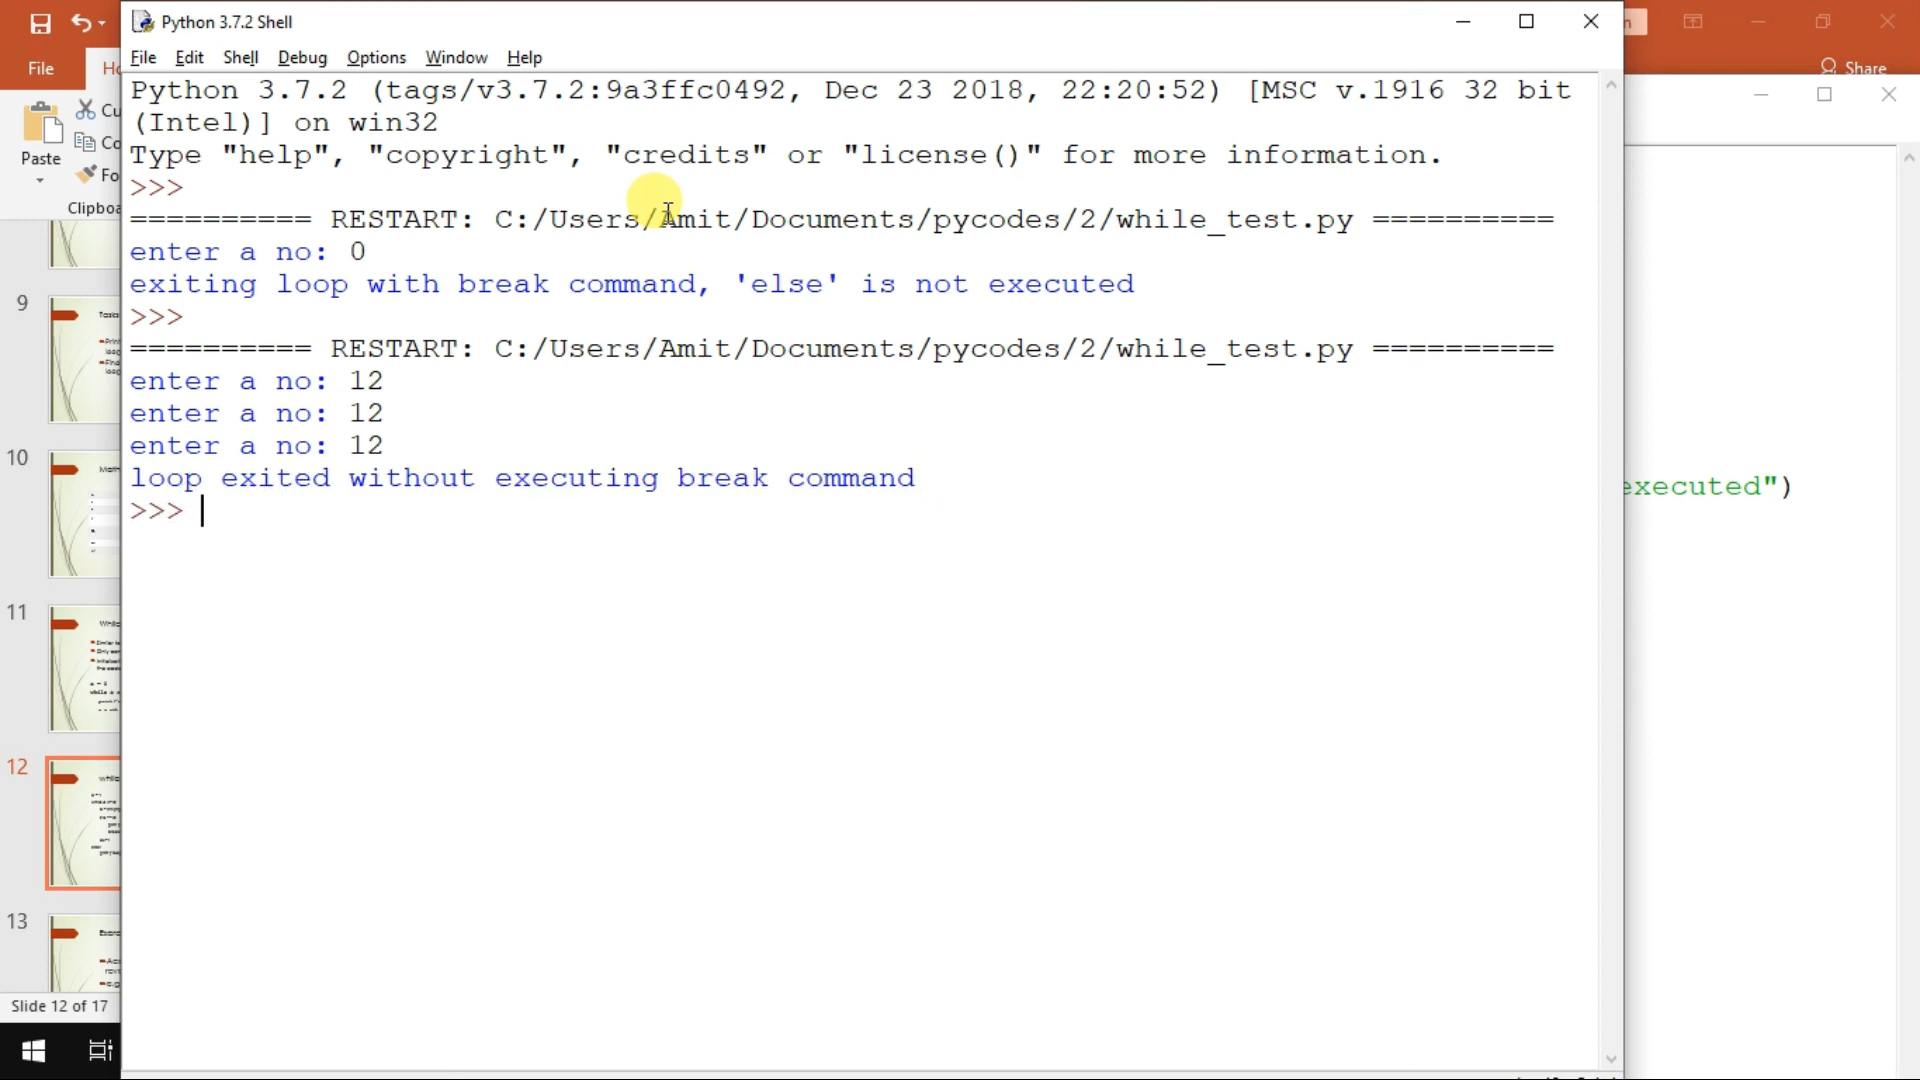 Python 3.7.2 Shell
File Edit Shell Debug Options Window Help
File
Share
Paste
Clipboa
Python 3.7.2 (tags/v3.7.2:9a3ffc0492, Dec 23 2018, 22:20:52) [MSC v.1916 32 bit
(Intel)] on win32
Type "help", "copyright", "credits" or "license()" for more information.
>>>
========== RESTART: C:/Users/Amit/Documents/pycodes/2/while_test.py ==========
enter a no: 0
exiting loop with break command, 'else' is not executed
>>>
========== RESTART: C:/Users/Amit/Documents/pycodes/2/while_test.py ==========
enter a no: 12
enter a no: 12
enter a no: 12
loop exited without executing break command
>>>
executed")
9
10
11
12
13
Slide 12 of 17